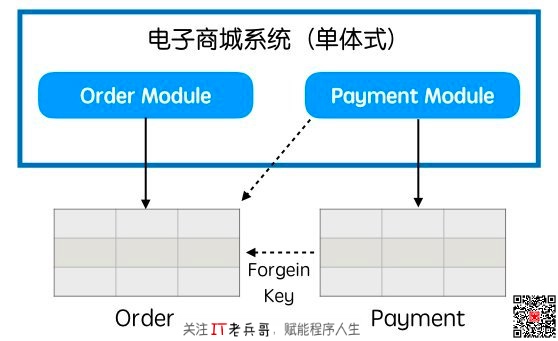 电子商城系统（单体式）
Order Module
Payment Module
Forgein
Key
Order
Payment
关注IT老兵哥，赋能程序人生